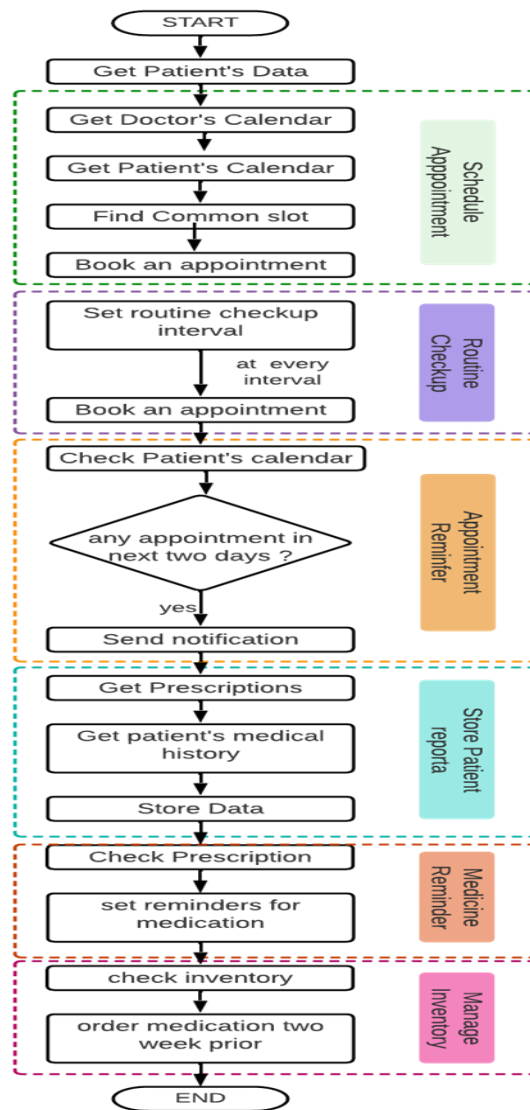 START
Get Patient's Data
Get Doctor's Calendar
Get Patient's Calendar
Find Common slot
Book an appointment
Schedule
Apppointment
Set routine checkup
interval
at every
interval
Book an appointment
Routine
Checkup
Check Patient's calendar
any appointment in
next two days ?
yes
Send notification
Appointment
Reminfer
Get Prescriptions
Get patient's medical
history
Store Data
Store Patient
reporta
Check Prescription
set reminders for
medication
Medicine
Reminder
check inventory
order medication two
week prior
Manage
Inventory
END